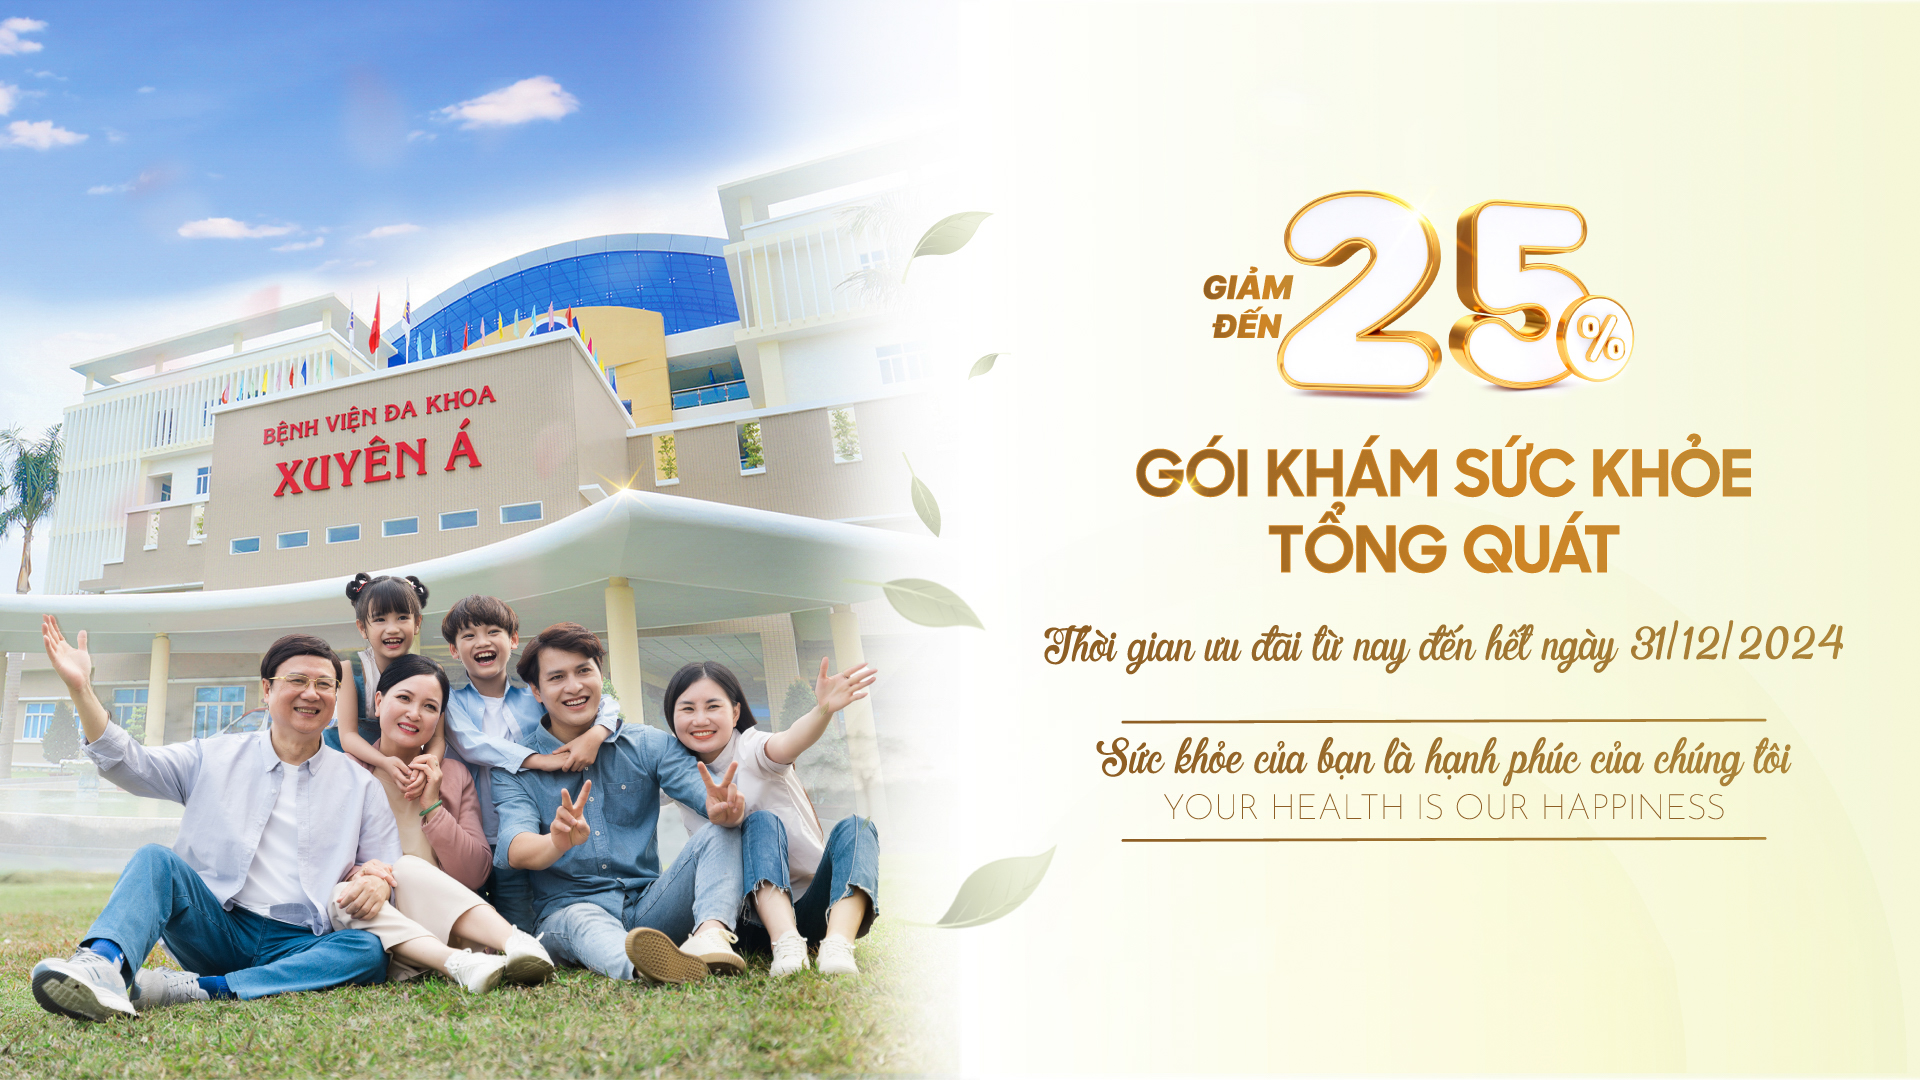 BỆNH VIỆN ĐA KHOA
XUYÊN Á
GIẢM
ĐẾN
25%
GÓI KHÁM SỨC KHỎE
TỔNG QUÁT
Thời gian ưu đãi từ nay đến hết ngày 31/12/2024
Sức khỏe của bạn là hạnh phúc của chúng tôi
YOUR HEALTH IS OUR HAPPINESS